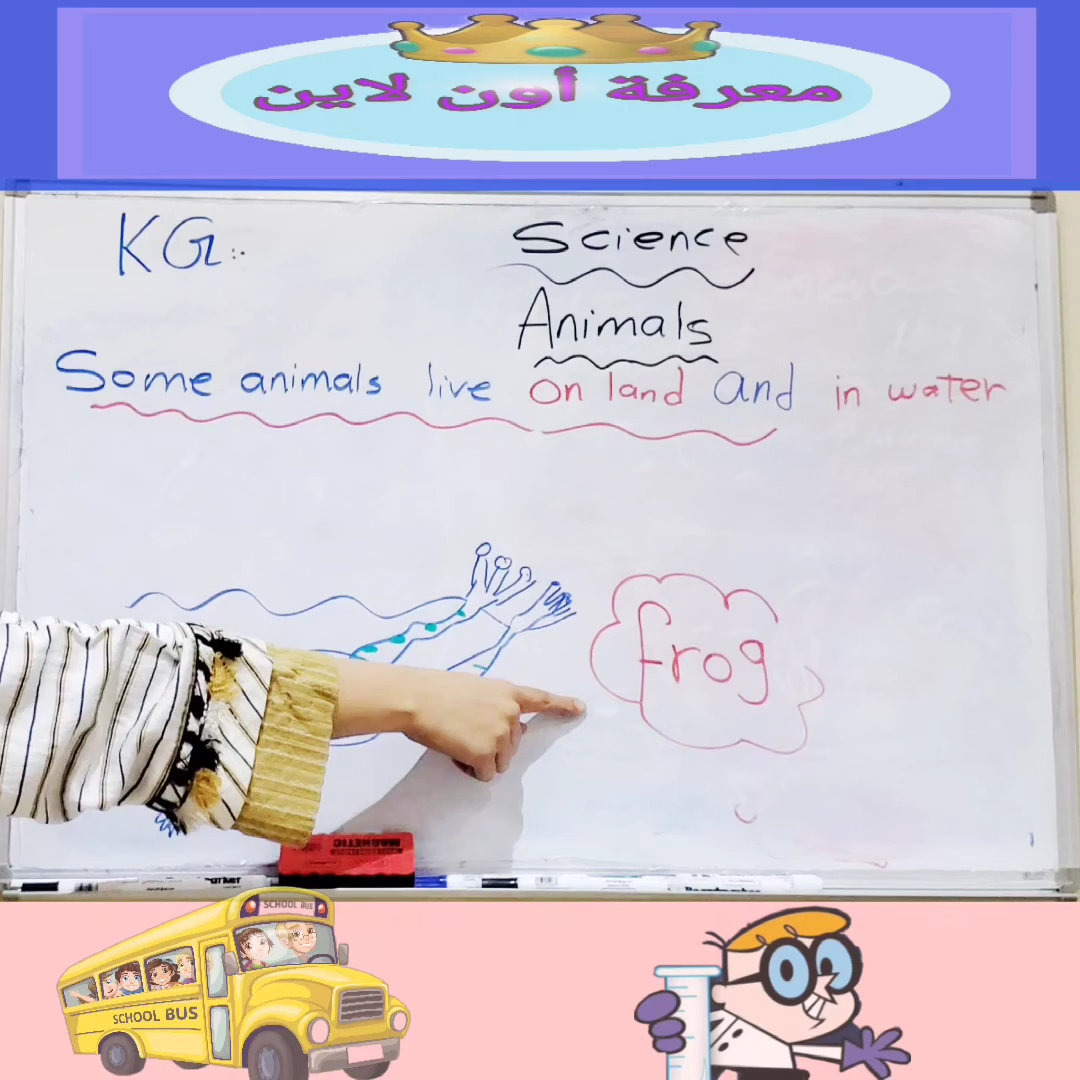 معرفة أون لاين
KG:.
Science
Animals
Some animals live on land and in water
frog
MAGNETIC
SCHOOL BUS
SCHOOL BUS